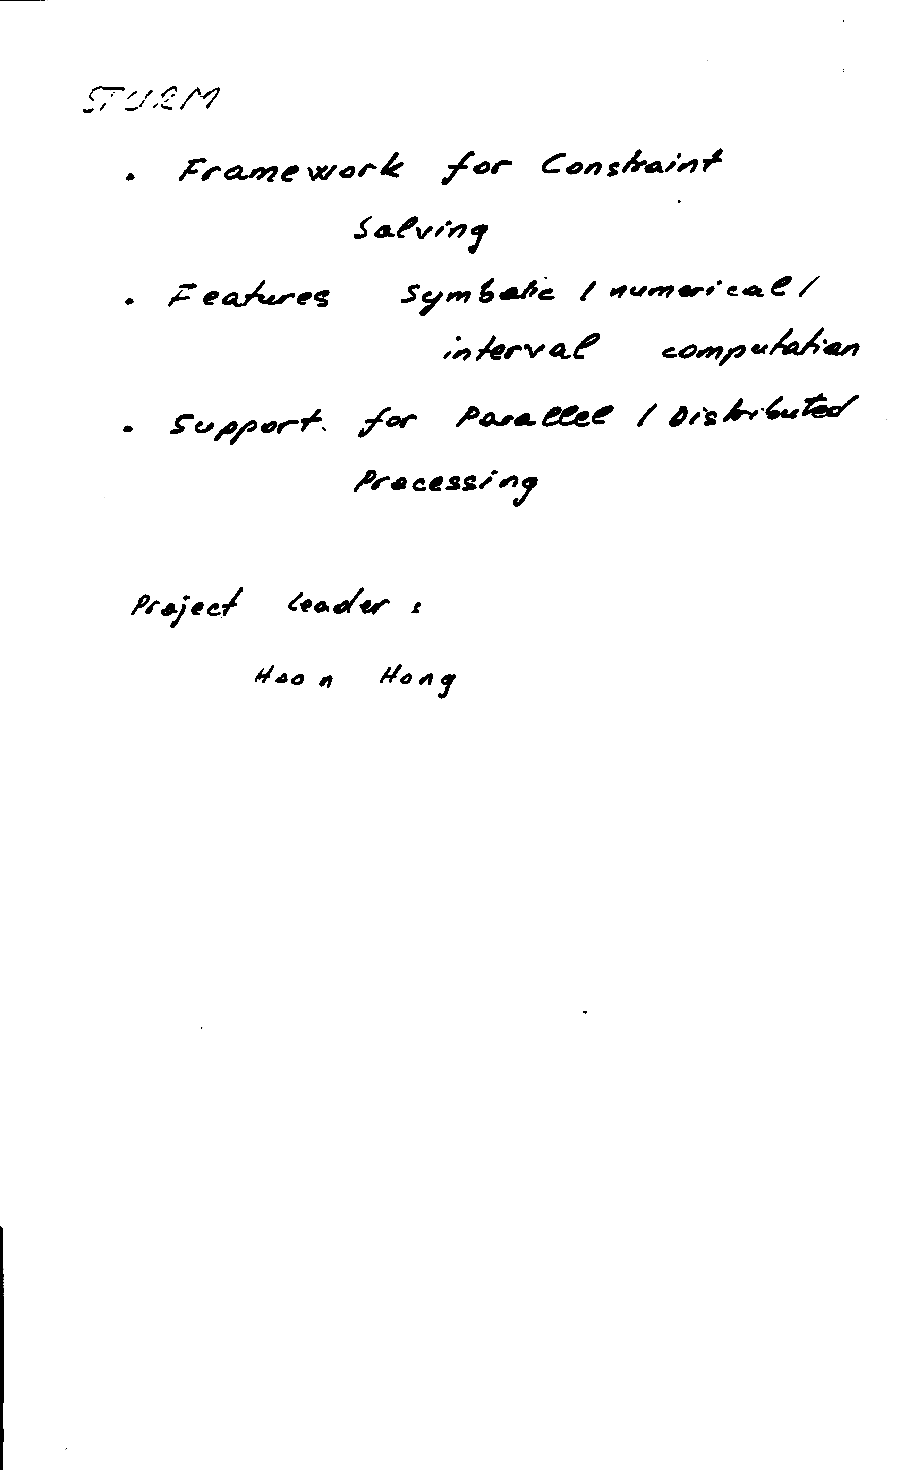 STURM
. Framework for Constraint
Solving
. Features Symbolic / numerical /
interval computation
. Support for Parallel / Distributed
Processing
Project Leader :
Hoon Hong